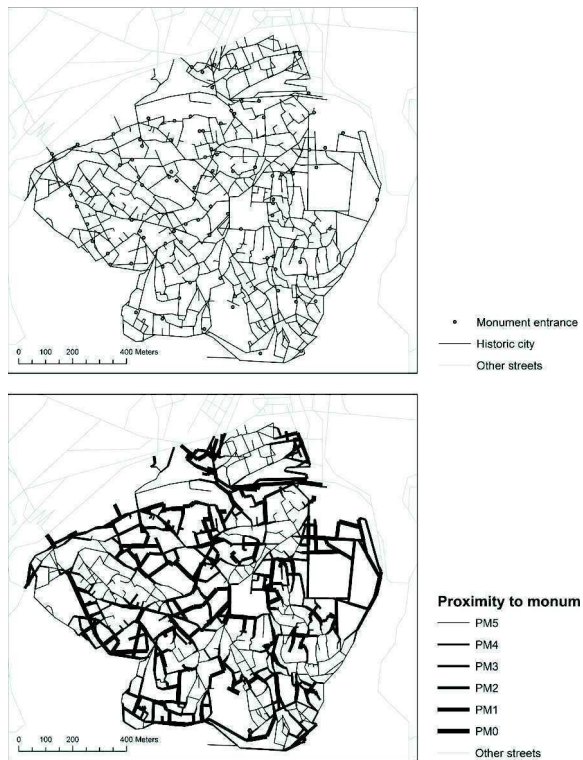 Monument entrance
Historic city
Other streets
0 100 200 400 Meters
Proximity to monum
PM5
PM4
PM3
PM2
PM1
PM0
Other streets
0 100 200 400 Meters